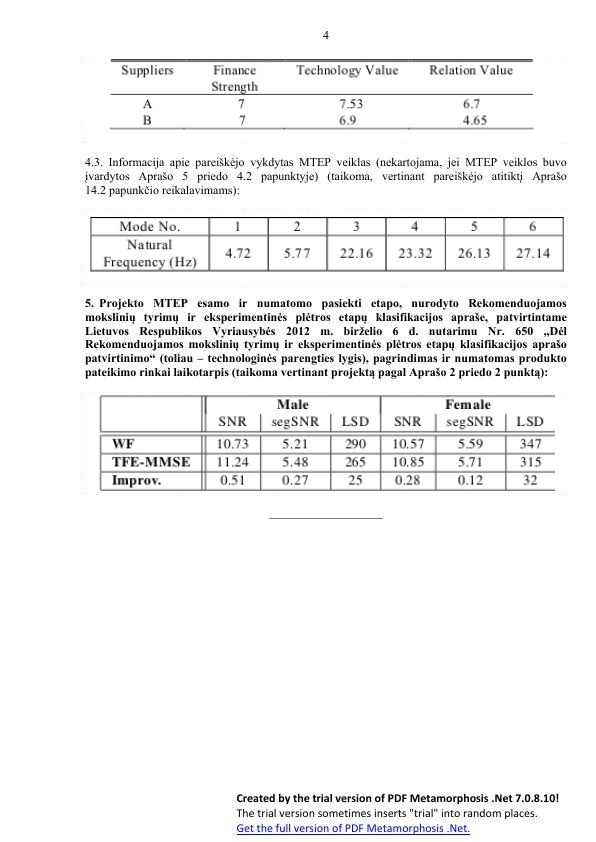 4
Suppliers Finance Technology Value Relation Value
Strength
A 7 7.53 6.7
B 7 6.9 4.65
4.3. Informacija apie pareiškėjo vykdytas MTEP veiklas (nekartojama, jei MTEP veiklos buvo
įvardytos Aprašo 5 priedo 4.2 papunktyje) (taikoma, vertinant pareiškėjo atitiktį Aprašo
14.2 papunkčio reikalavimams):
Mode No. 1 2 3 4 5 6
Natural
Frequency (Hz) 4.72 5.77 22.16 23.32 26.13 27.14
5. Projekto MTEP esamo ir numatomo pasiekti etapo, nurodyto Rekomenduojamos
mokslinių tyrimų ir eksperimentinės plėtros etapų klasifikacijos apraše, patvirtintame
Lietuvos Respublikos Vyriausybės 2012 m. birželio 6 d. nutarimu Nr. 650 „Dėl
Rekomenduojamos mokslinių tyrimų ir eksperimentinės plėtros etapų klasifikacijos aprašo
patvirtinimo“ (toliau – technologinės parengties lygis), pagrindimas ir numatomas produkto
pateikimo rinkai laikotarpis (taikoma vertinant projektą pagal Aprašo 2 priedo 2 punktą):
Male Female
SNR segSNR LSD SNR segSNR LSD
WF 10.73 5.21 290 10.57 5.59 347
TFE-MMSE 11.24 5.48 265 10.85 5.71 315
Improv. 0.51 0.27 25 0.28 0.12 32
Created by the trial version of PDF Metamorphosis .Net 7.0.8.10!
The trial version sometimes inserts "trial" into random places.
Get the full version of PDF Metamorphosis .Net.